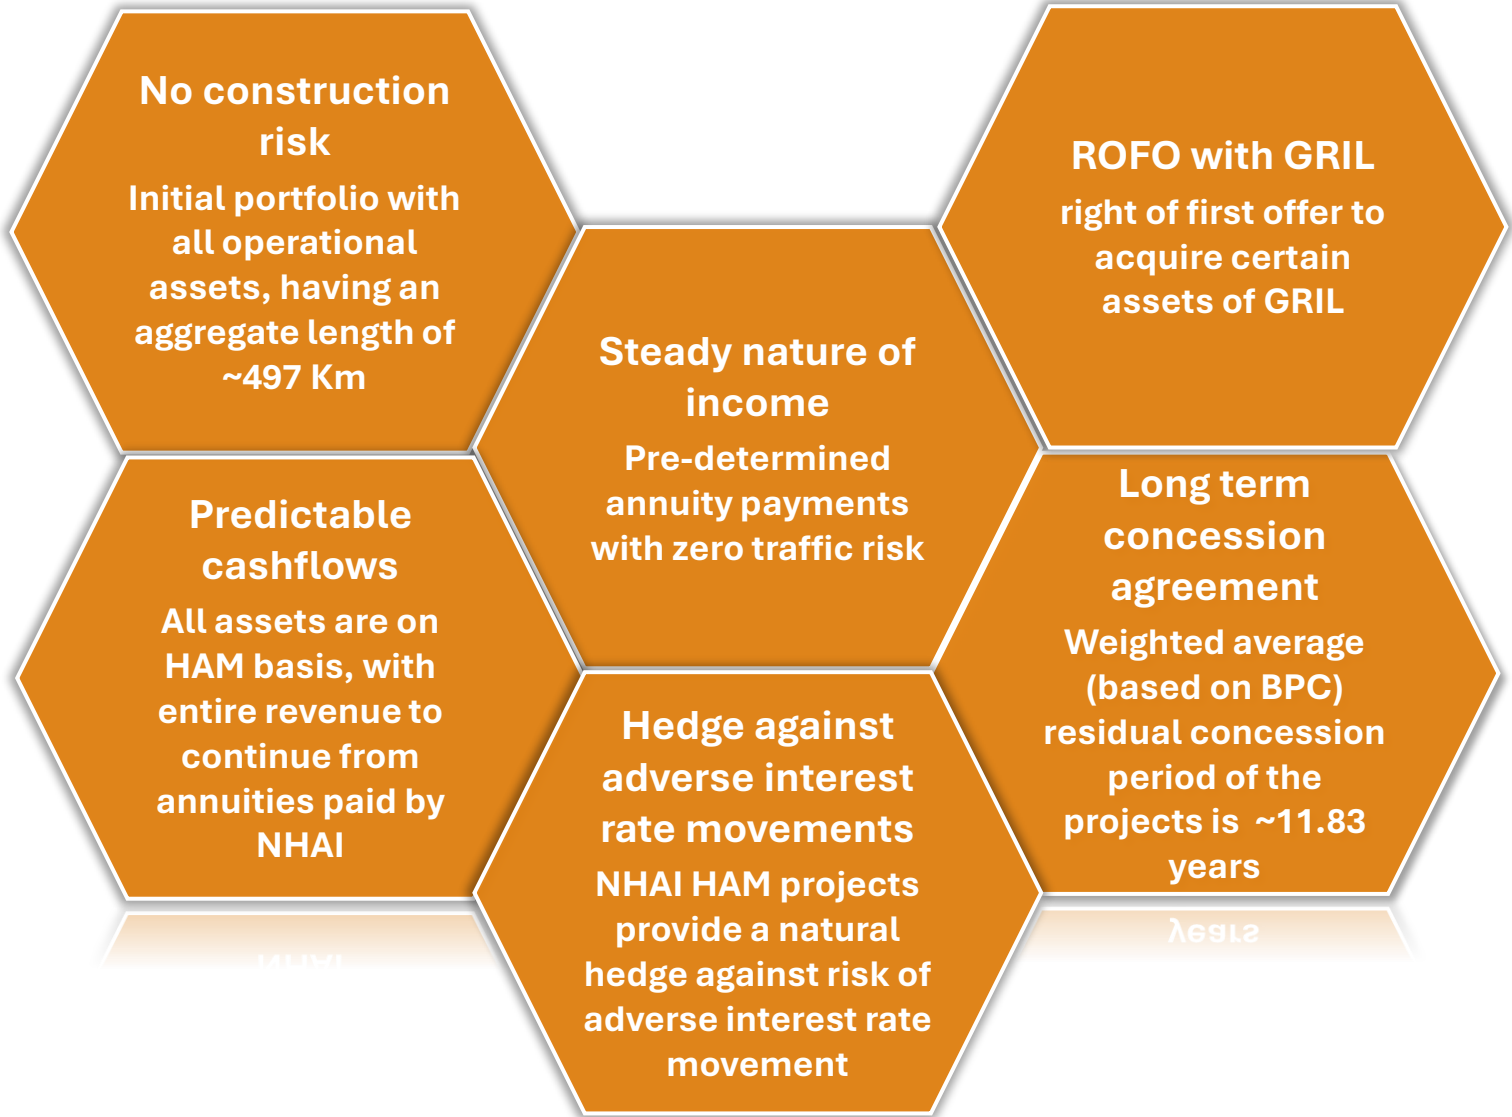 No construction
risk
Initial portfolio with
all operational
assets, having an
aggregate length of
~497 Km
ROFO with GRIL
right of first offer to
acquire certain
assets of GRIL
Steady nature of
income
Pre-determined
annuity payments
with zero traffic risk
Predictable
cashflows
All assets are on
HAM basis, with
entire revenue to
continue from
annuities paid by
NHAI
Long term
concession
agreement
Weighted average
(based on BPC)
residual concession
period of the
projects is ~11.83
years
Hedge against
adverse interest
rate movements
NHAI HAM projects
provide a natural
hedge against risk of
adverse interest rate
movement